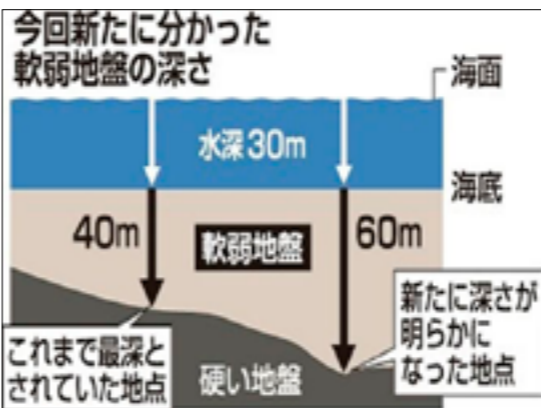 今回新たに分かった
軟弱地盤の深さ
海面
水深30m
海底
40m
軟弱地盤
60m
これまで最深と
されていた地点
硬い地盤
新たに深さが
明らかに
なった地点